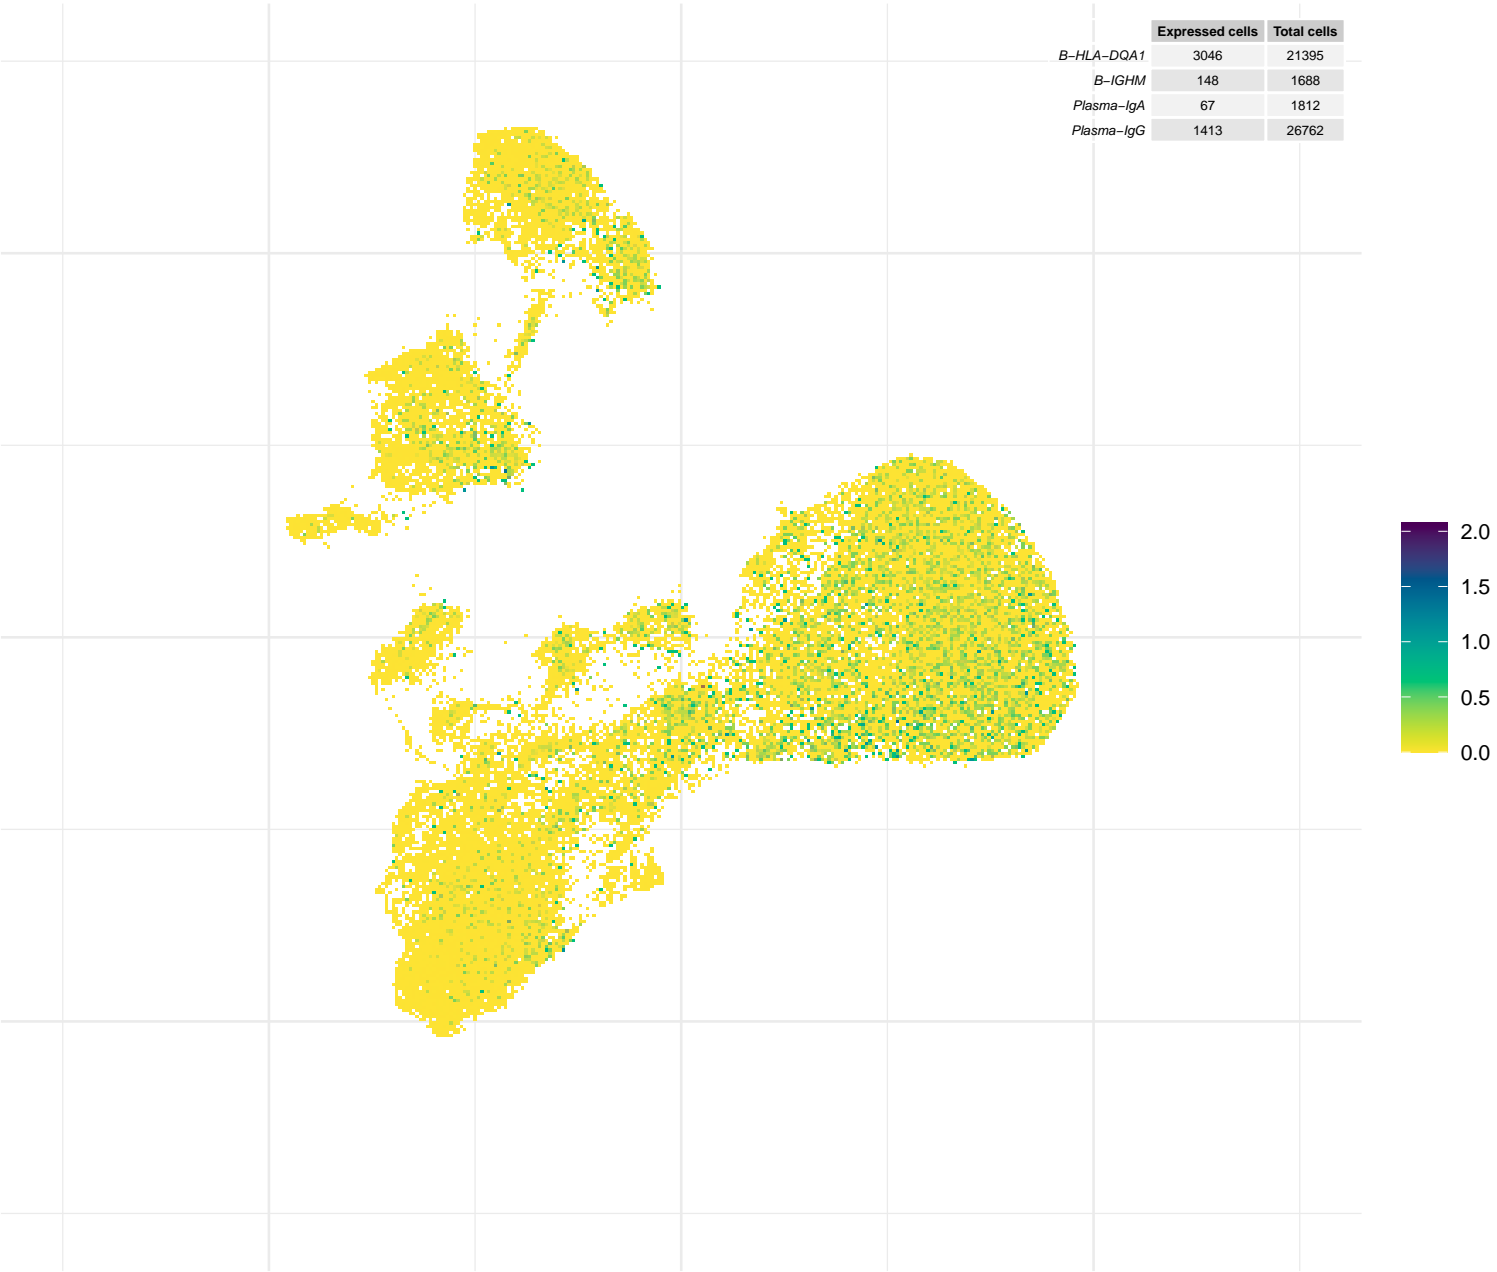 Expressed cells Total cells
B−HLA−DQA1 3046 21395
B−IGHM 148 1688
Plasma−IgA 67 1812
Plasma−IgG 1413 26762
2.0
1.5
1.0
0.5
0.0